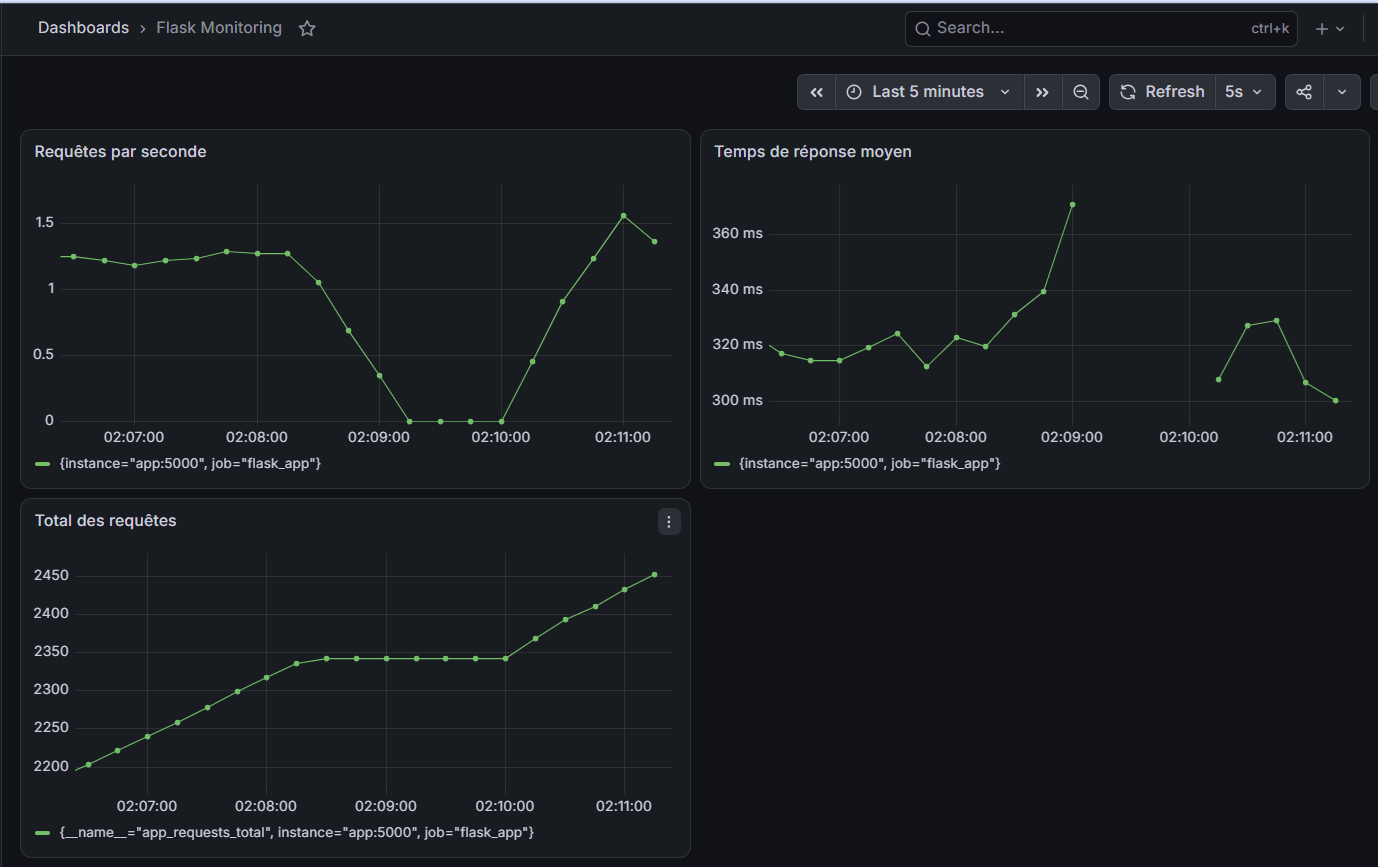 Dashboards › Flask Monitoring
Search... ctrl+k
Last 5 minutes Refresh 5s
Requêtes par seconde
1.5
1
0.5
0
02:07:00 02:08:00 02:09:00 02:10:00 02:11:00
{instance="app:5000", job="flask_app"}
Temps de réponse moyen
360 ms
340 ms
320 ms
300 ms
02:07:00 02:08:00 02:09:00 02:10:00 02:11:00
{instance="app:5000", job="flask_app"}
Total des requêtes
2450
2400
2350
2300
2250
2200
02:07:00 02:08:00 02:09:00 02:10:00 02:11:00
{__name__="app_requests_total", instance="app:5000", job="flask_app"}